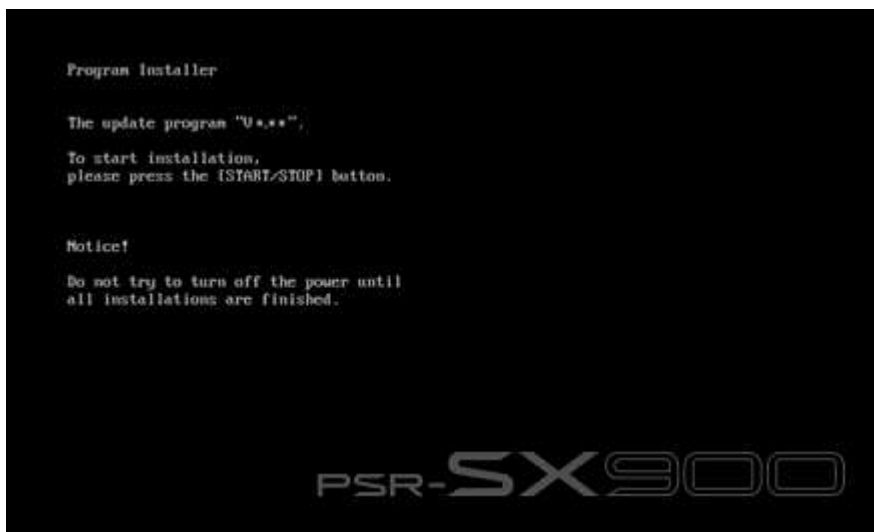 Program Installer
The update program "V*.**",
To start installation,
please press the [START/STOP] button.
Notice!
Do not try to turn off the power until
all installations are finished.
PSR-SX900